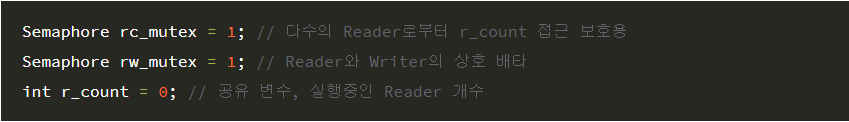 Semaphore rc_mutex = 1; // 다수의 Reader로부터 r_count 접근 보호용
Semaphore rw_mutex = 1; // Reader와 Writer의 상호 배타
int r_count = 0; // 공유 변수, 실행중인 Reader 개수